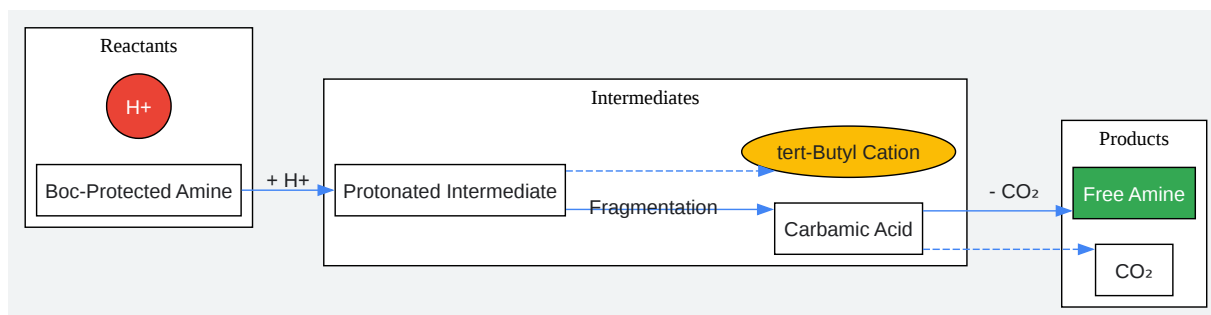 Reactants
H+
Boc-Protected Amine
+ H+
Intermediates
Protonated Intermediate
tert-Butyl Cation
Fragmentation
Carbamic Acid
- CO₂
Products
Free Amine
CO₂